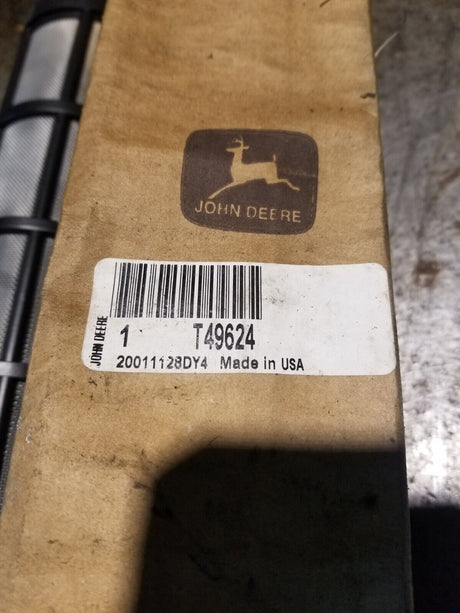 JOHN DEERE
JOHN DEERE
1 T49624
20011128DY4 Made in USA